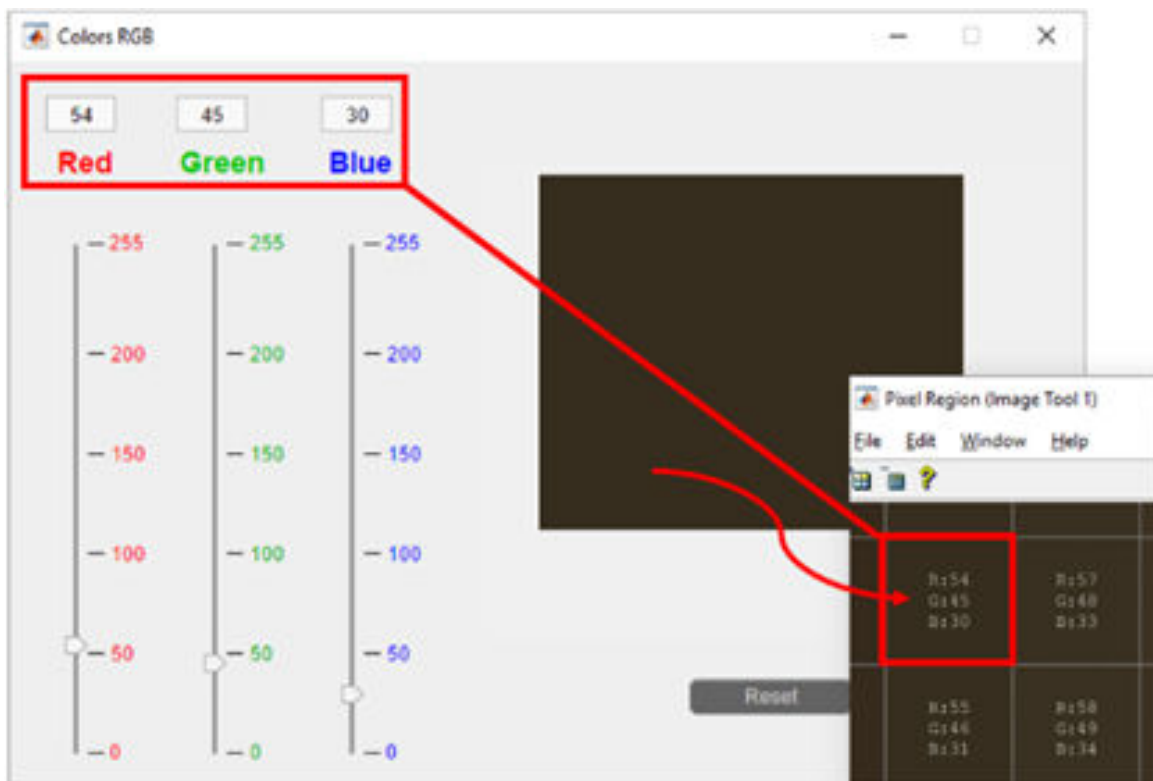 Colors RGB
54 45 30
Red Green Blue
255 255 255
200 200 200
150 150 150
100 100 100
50 50 50
0 0 0
Reset
Pixel Region (Image Tool 1)
File Edit Window Help
R:54 R:57
G:45 G:48
B:30 B:33
R:55 R:58
G:46 G:49
B:31 B:34